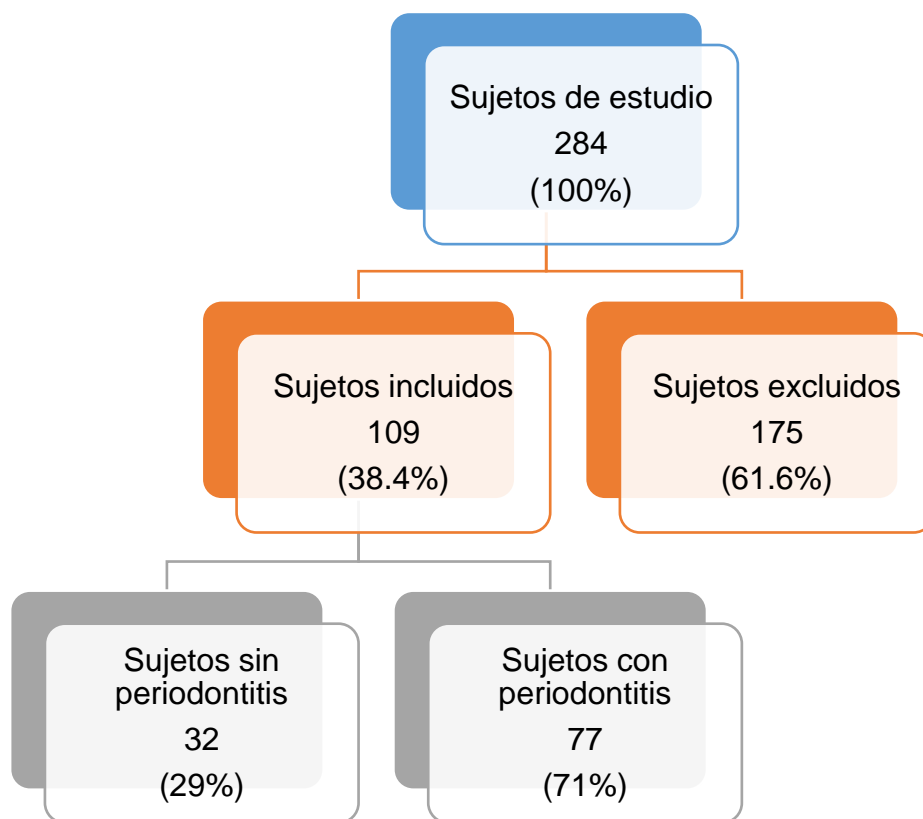 Sujetos de estudio
284
(100%)
Sujetos incluidos
109
(38.4%)
Sujetos excluidos
175
(61.6%)
Sujetos sin
periodontitis
32
(29%)
Sujetos con
periodontitis
77
(71%)